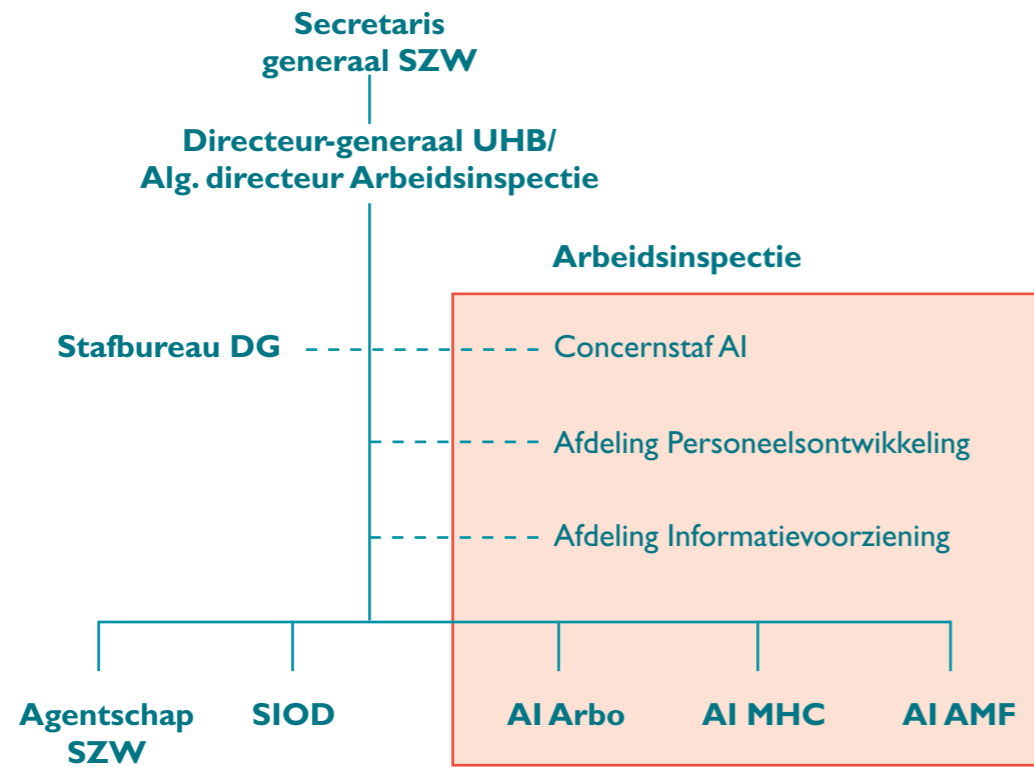 Secretaris
generaal SZW
Directeur-generaal UHB/
Alg. directeur Arbeidsinspectie
Arbeidsinspectie
Stafbureau DG
Concernstaf AI
Afdeling Personeelsontwikkeling
Afdeling Informatievoorziening
Agentschap
SZW
SIOD
AI Arbo
AI MHC
AI AMF